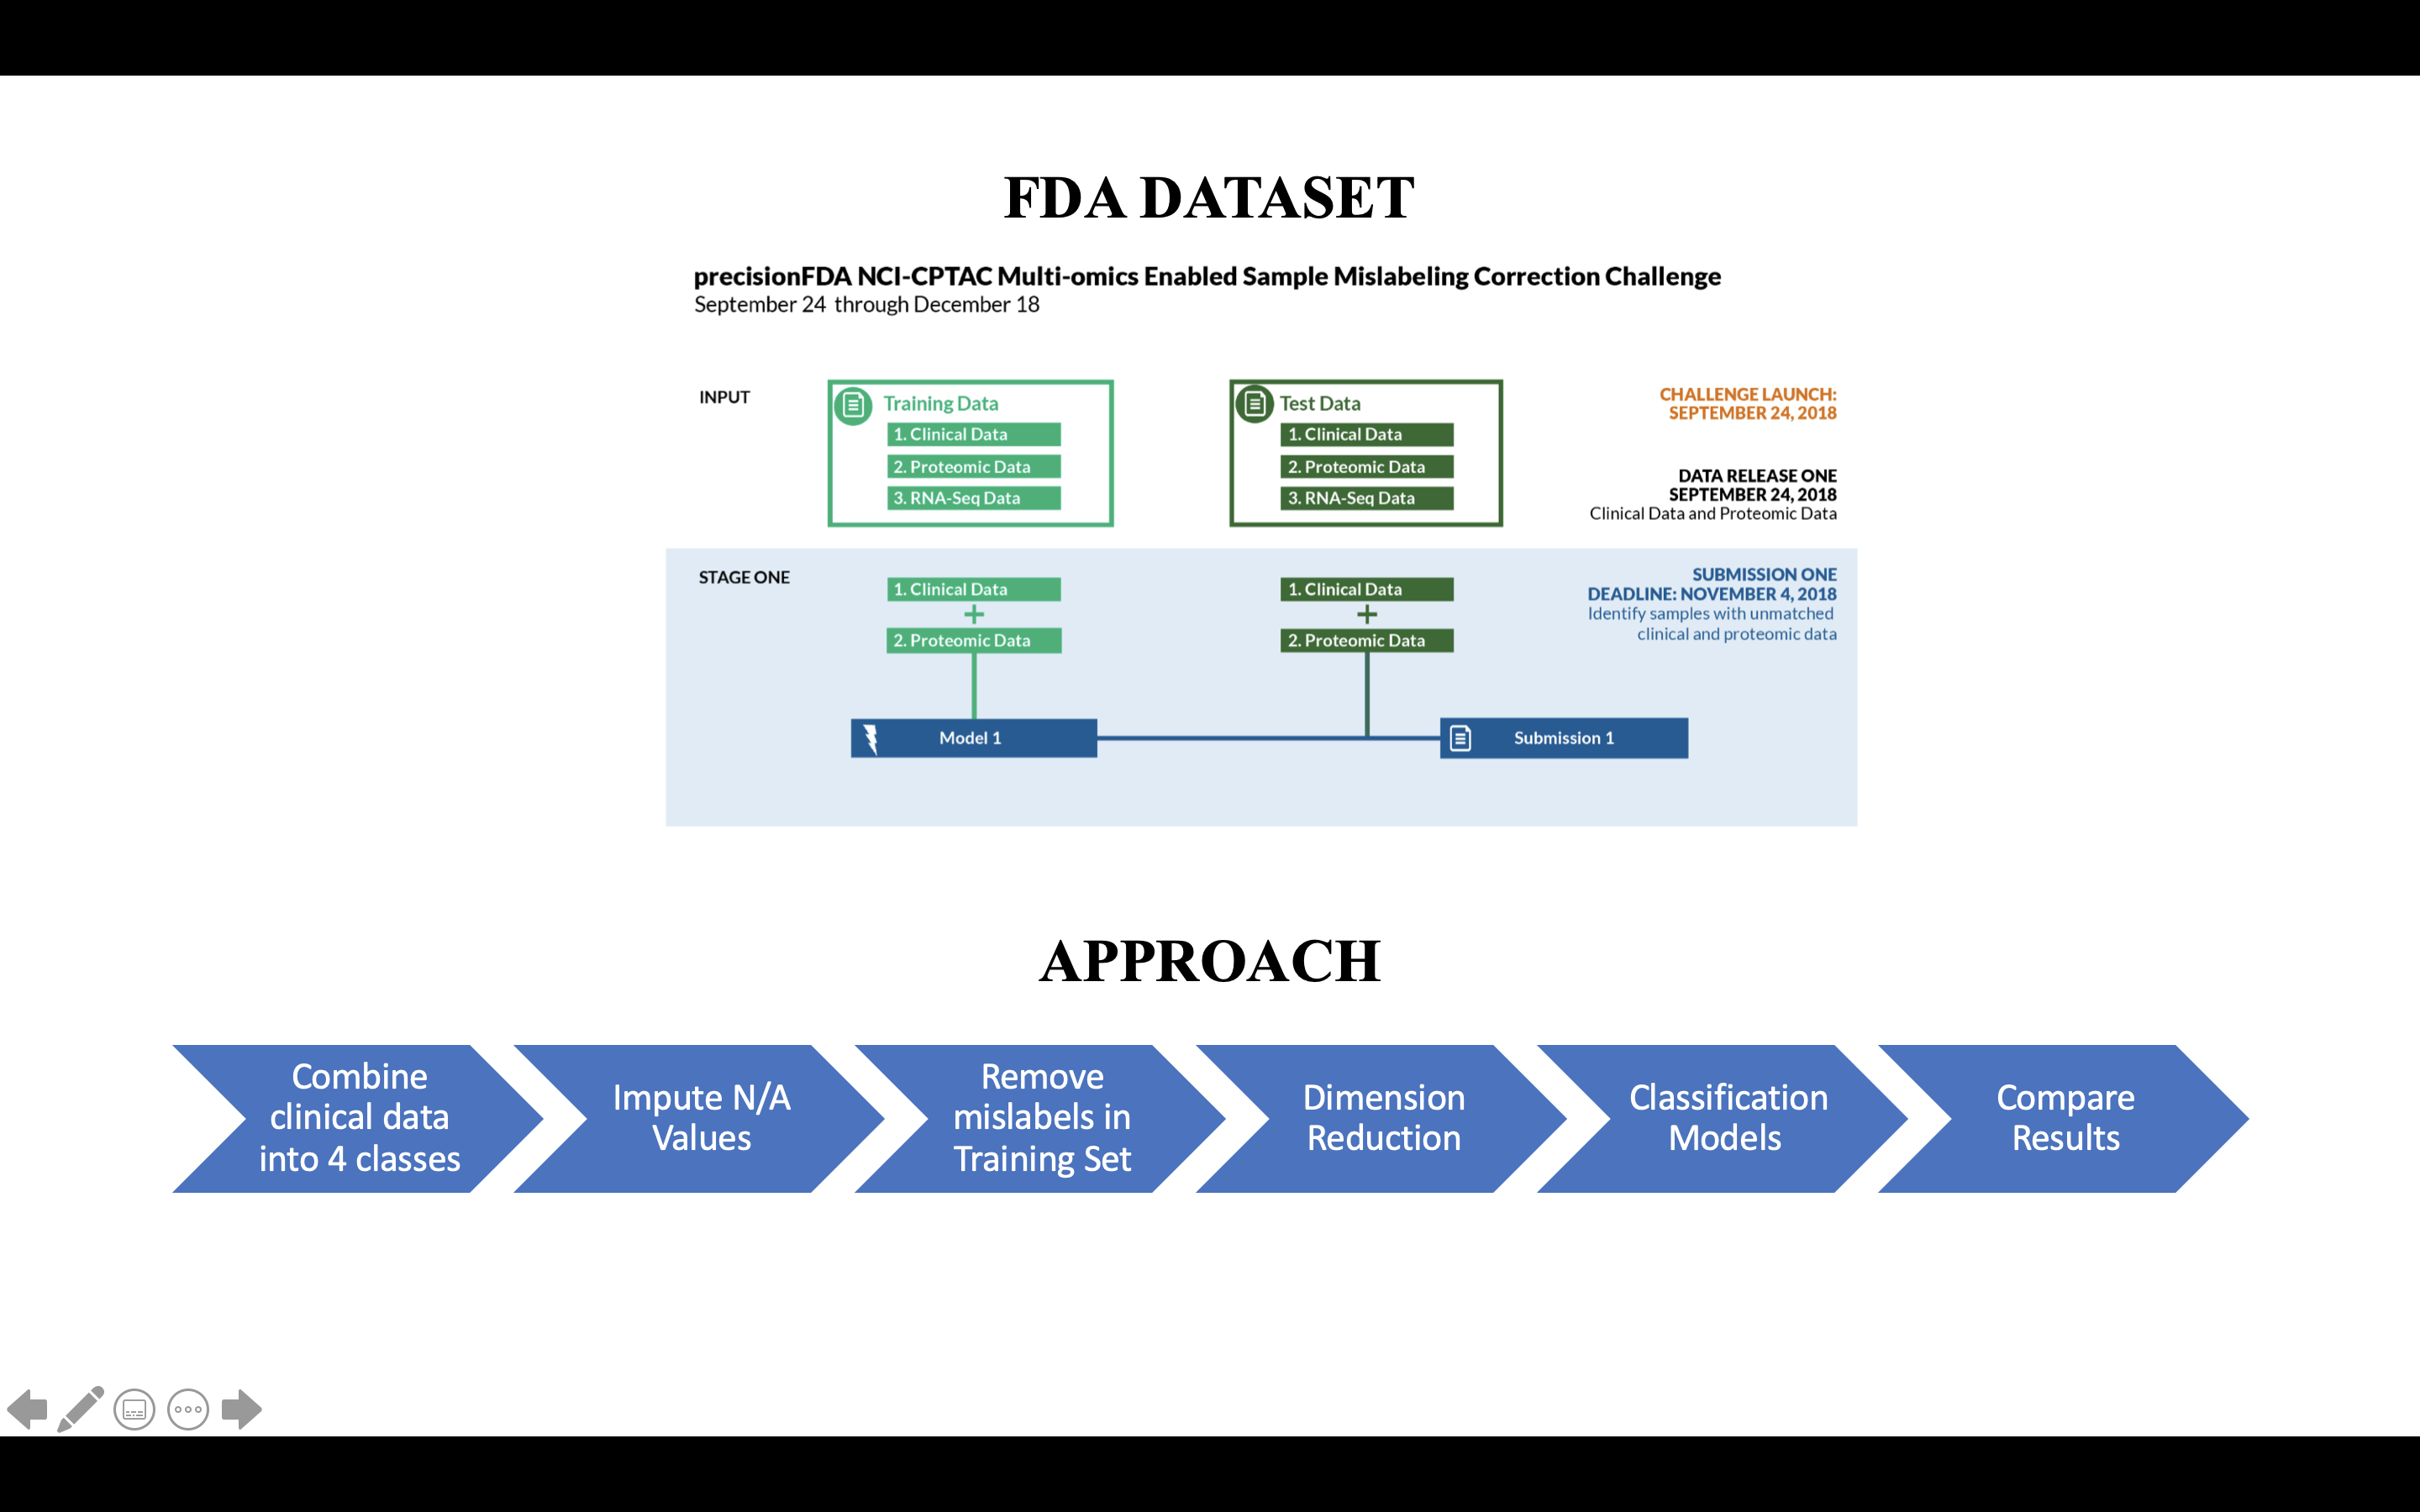 FDA DATASET
precisionFDA NCI-CPTAC Multi-omics Enabled Sample Mislabeling Correction Challenge
September 24 through December 18
INPUT
Training Data
1. Clinical Data
2. Proteomic Data
3. RNA-Seq Data
Test Data
1. Clinical Data
2. Proteomic Data
3. RNA-Seq Data
CHALLENGE LAUNCH:
SEPTEMBER 24, 2018
DATA RELEASE ONE
SEPTEMBER 24, 2018
Clinical Data and Proteomic Data
STAGE ONE
1. Clinical Data
+
2. Proteomic Data
1. Clinical Data
+
2. Proteomic Data
SUBMISSION ONE
DEADLINE: NOVEMBER 4, 2018
Identify samples with unmatched
clinical and proteomic data
Model 1
Submission 1
APPROACH
Combine
clinical data
into 4 classes
Impute N/A
Values
Remove
mislabels in
Training Set
Dimension
Reduction
Classification
Models
Compare
Results